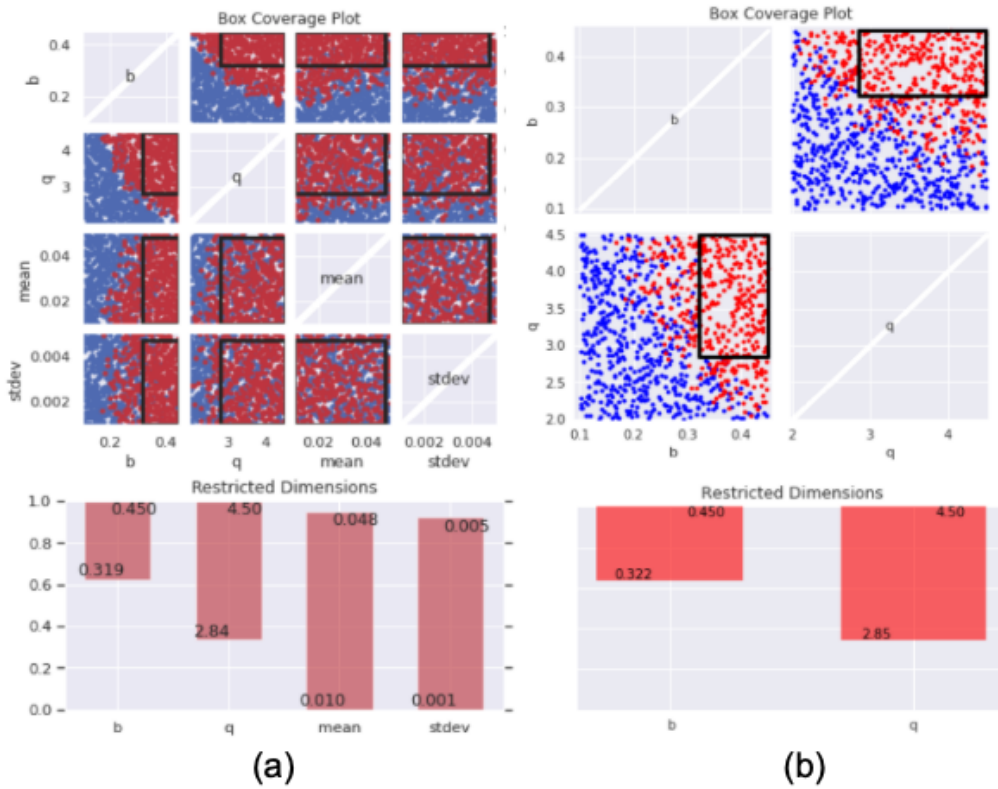 Box Coverage Plot
b
0.4
0.2
b
q
4
3
q
mean
0.04
0.02
mean
stdev
0.004
0.002
stdev
0.2 0.4 3 4 0.02 0.04 0.002 0.004
b q mean stdev
Restricted Dimensions
1.0
0.8
0.6
0.4
0.2
0.0
0.450 4.50 0.048 0.005
0.319 2.84 0.010 0.001
b q mean stdev
(a)
Box Coverage Plot
b
0.4
0.3
0.2
0.1
b
q
4.5
4.0
3.5
3.0
2.5
2.0
q
0.1 0.2 0.3 0.4 2 3 4
b q
Restricted Dimensions
0.450 4.50
0.322 2.85
b q
(b)